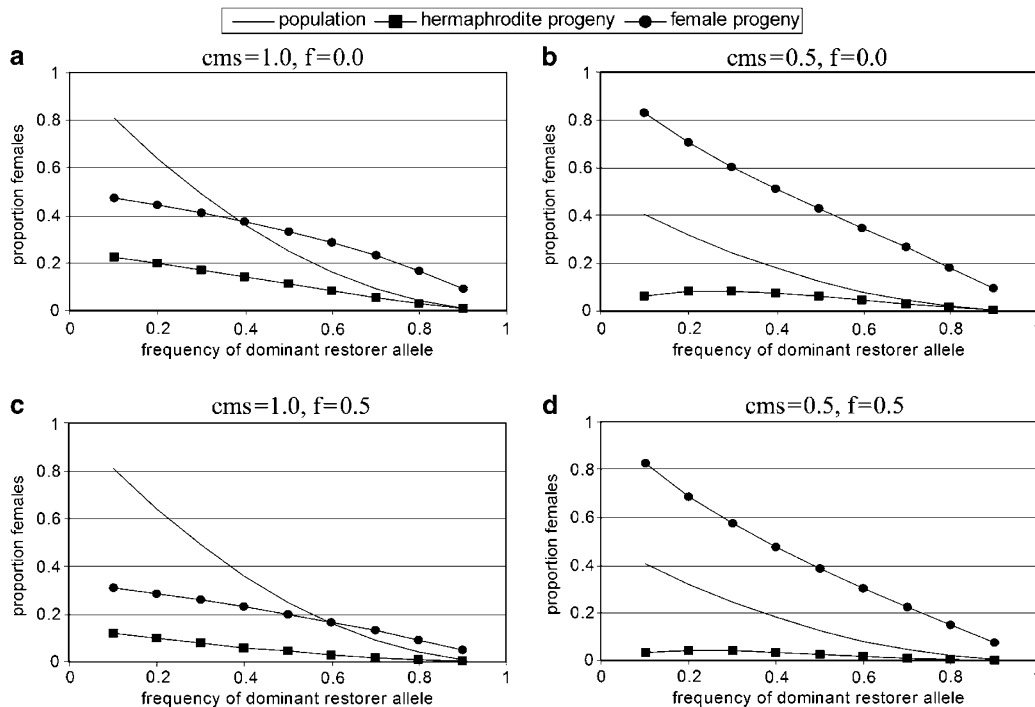 population hermaphrodite progeny female progeny
a
cms=1.0, f=0.0
proportion females
1
0.8
0.6
0.4
0.2
0
0 0.2 0.4 0.6 0.8 1
frequency of dominant restorer allele
b
cms=0.5, f=0.0
proportion females
1
0.8
0.6
0.4
0.2
0
0 0.2 0.4 0.6 0.8 1
frequency of dominant restorer allele
c
cms=1.0, f=0.5
proportion females
1
0.8
0.6
0.4
0.2
0
0 0.2 0.4 0.6 0.8 1
frequency of dominant restorer allele
d
cms=0.5, f=0.5
proportion females
1
0.8
0.6
0.4
0.2
0
0 0.2 0.4 0.6 0.8 1
frequency of dominant restorer allele